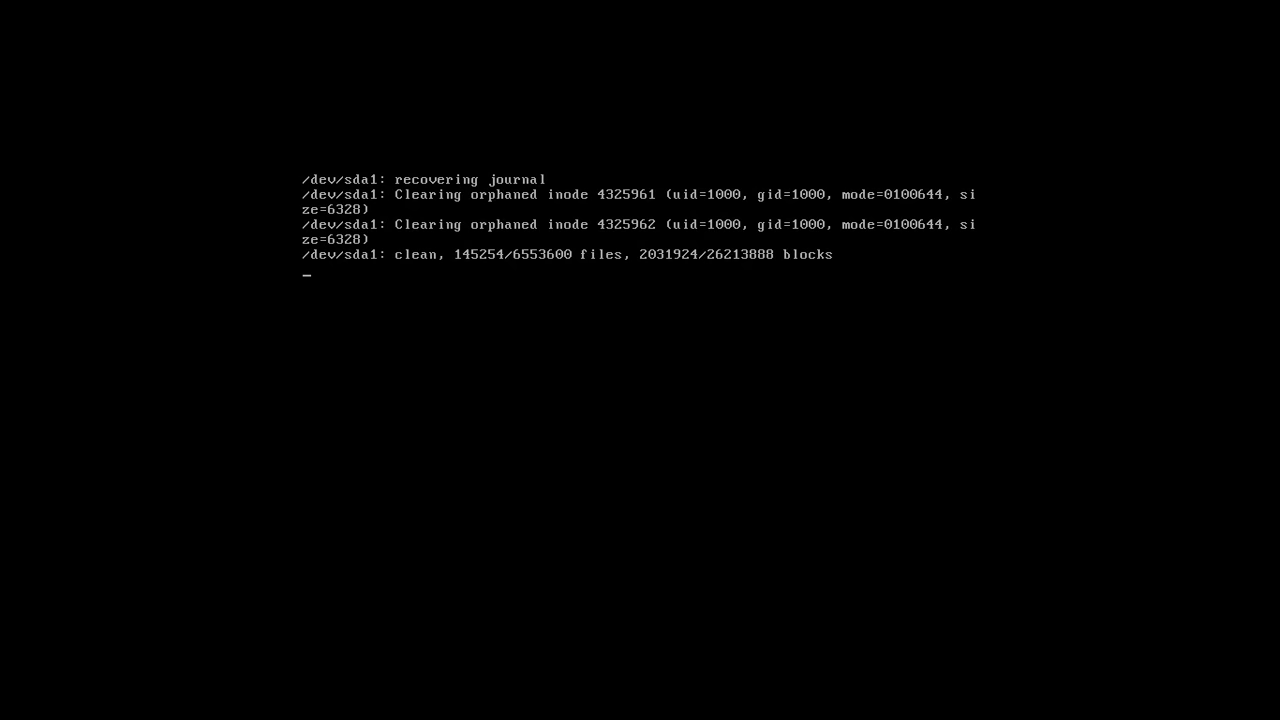 /dev/sda1: recovering journal
/dev/sda1: Clearing orphaned inode 4325961 (uid=1000, gid=1000, mode=0100644, si
ze=6328)
/dev/sda1: Clearing orphaned inode 4325962 (uid=1000, gid=1000, mode=0100644, si
ze=6328)
/dev/sda1: clean, 145254/6553600 files, 2031924/26213888 blocks